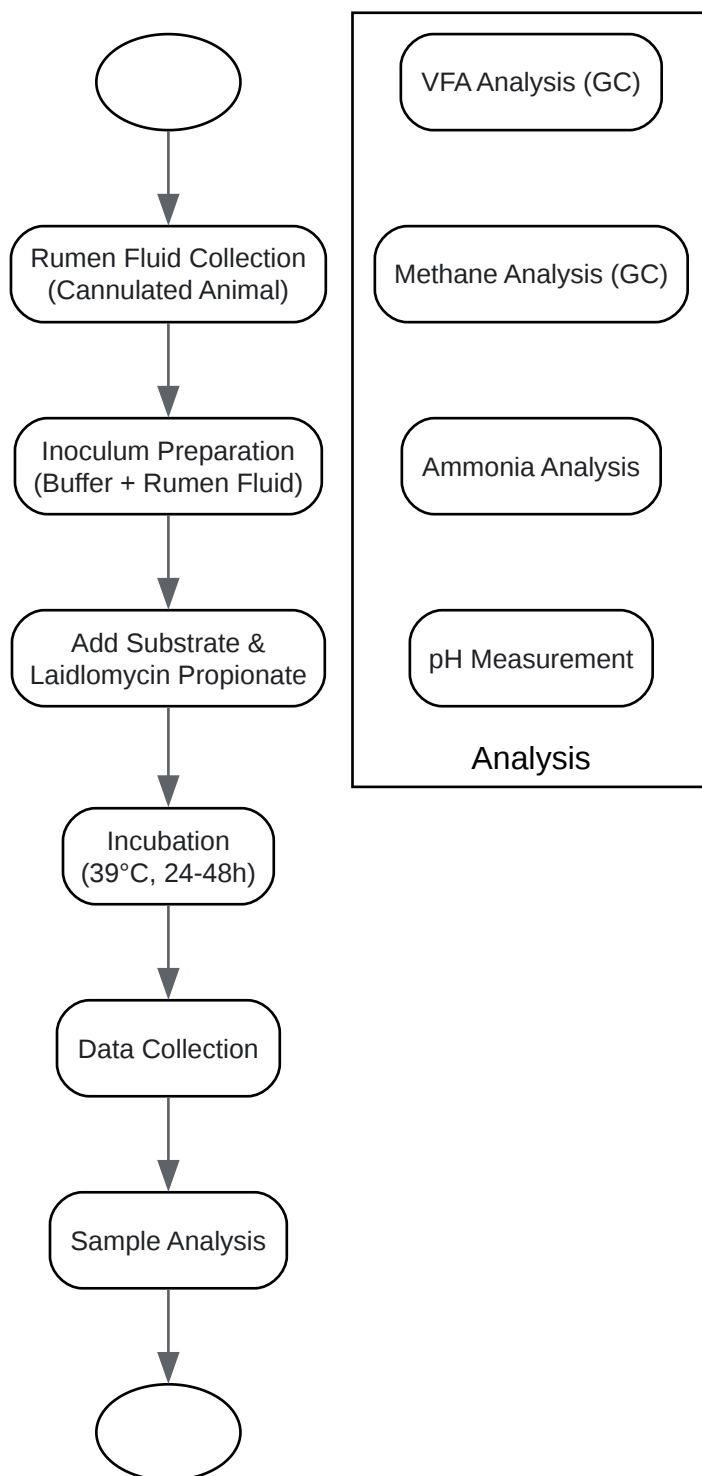 Rumen Fluid Collection
(Cannulated Animal)
Inoculum Preparation
(Buffer + Rumen Fluid)
Add Substrate &
Laidlomycin Propionate
Incubation
(39°C, 24-48h)
Data Collection
Sample Analysis
VFA Analysis (GC)
Methane Analysis (GC)
Ammonia Analysis
pH Measurement
Analysis